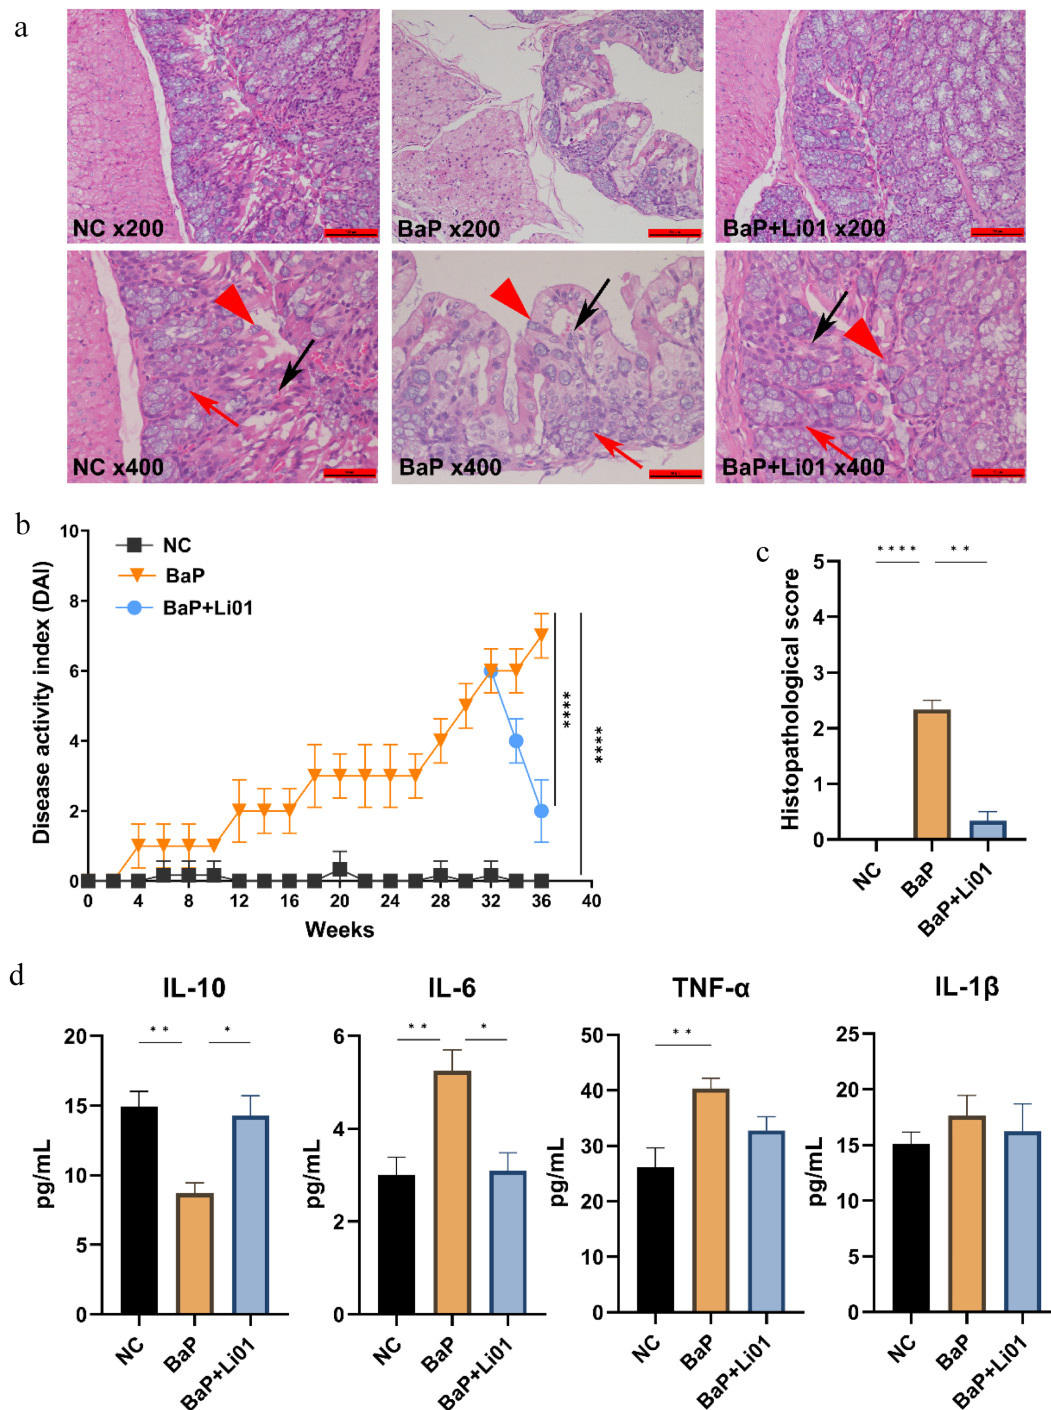 a
NC x200
BaP x200
BaP+Li01 x200
NC x400
BaP x400
BaP+Li01 x400
b
Disease activity index (DAI)
10
8
6
4
2
0
NC
BaP
BaP+Li01
****
****
0 4 8 12 16 20 24 28 32 36 40
Weeks
c
Histopathological score
5
4
3
2
1
0
**** **
NC BaP BaP+Li01
d
IL-10
pg/mL
20
15
10
5
0
** *
NC BaP BaP+Li01
IL-6
pg/mL
6
4
2
0
** *
NC BaP BaP+Li01
TNF-α
pg/mL
50
40
30
20
10
0
**
NC BaP BaP+Li01
IL-1β
pg/mL
25
20
15
10
5
0
NC BaP BaP+Li01